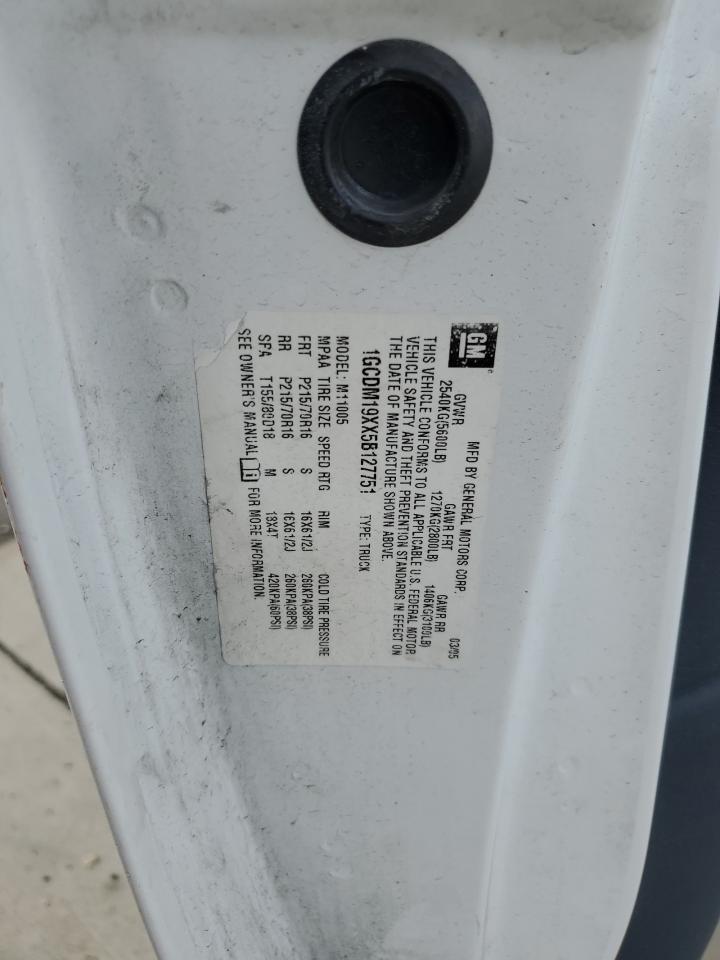 GM ®
MFD BY GENERAL MOTORS CORP. 03/05
GVWR GAWR FRT GAWR RR
2540KG(5600LB) 1270KG(2800LB) 1406KG(3100LB)
THIS VEHICLE CONFORMS TO ALL APPLICABLE U.S. FEDERAL MOTOR
VEHICLE SAFETY AND THEFT PREVENTION STANDARDS IN EFFECT ON
THE DATE OF MANUFACTURE SHOWN ABOVE.
1GCDM19XX5B127751 TYPE: TRUCK
MODEL: M11005
MPAA TIRE SIZE SPEED RTG RIM COLD TIRE PRESSURE
FRT P215/70R16 S 16X6 1/2J 260KPA(38PSI)
RR P215/70R16 S 16X6 1/2J 260KPA(38PSI)
SPA T155/80D18 M 18X4T 420KPA(60PSI)
SEE OWNER'S MANUAL FOR MORE INFORMATION.